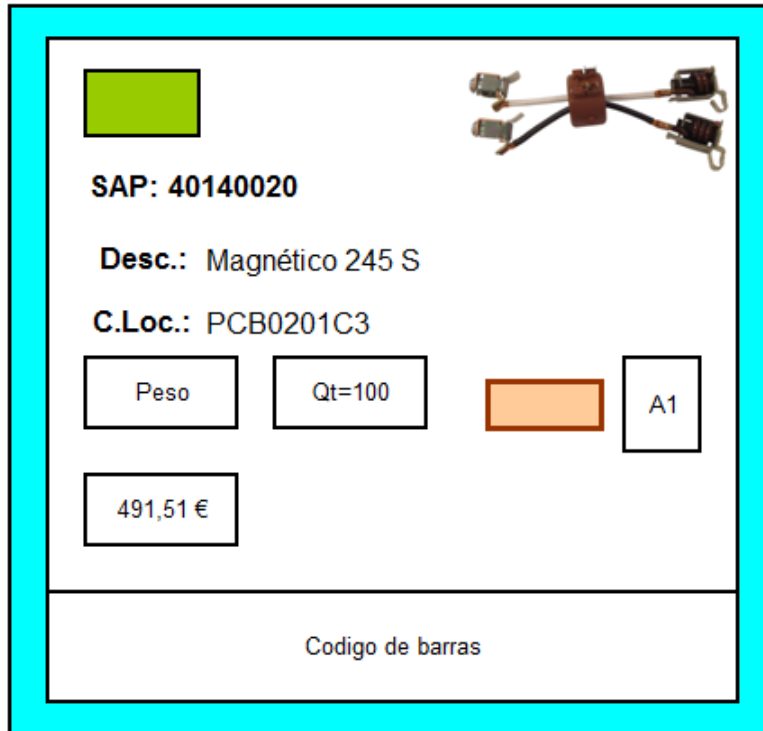 SAP: 40140020
Desc.: Magnético 245 S
C.Loc.: PCB0201C3
Peso Qt=100 A1
491,51 €
Codigo de barras